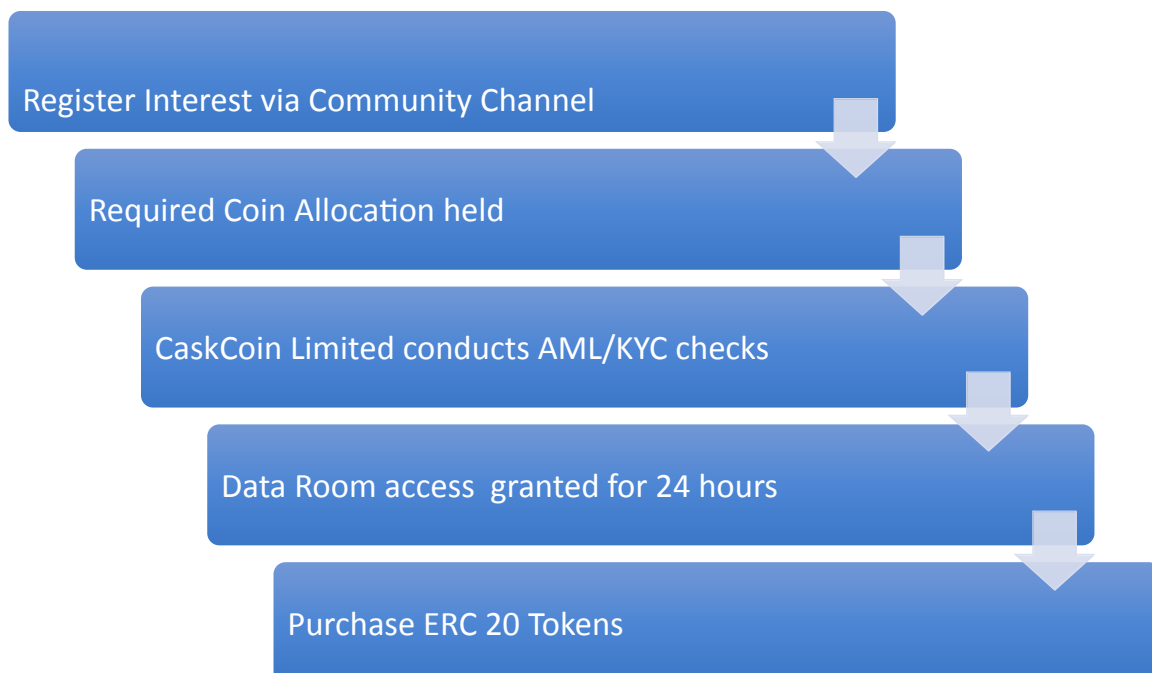 Register Interest via Community Channel
Required Coin Allocation held
CaskCoin Limited conducts AML/KYC checks
Data Room access  granted for 24 hours
Purchase ERC 20 Tokens